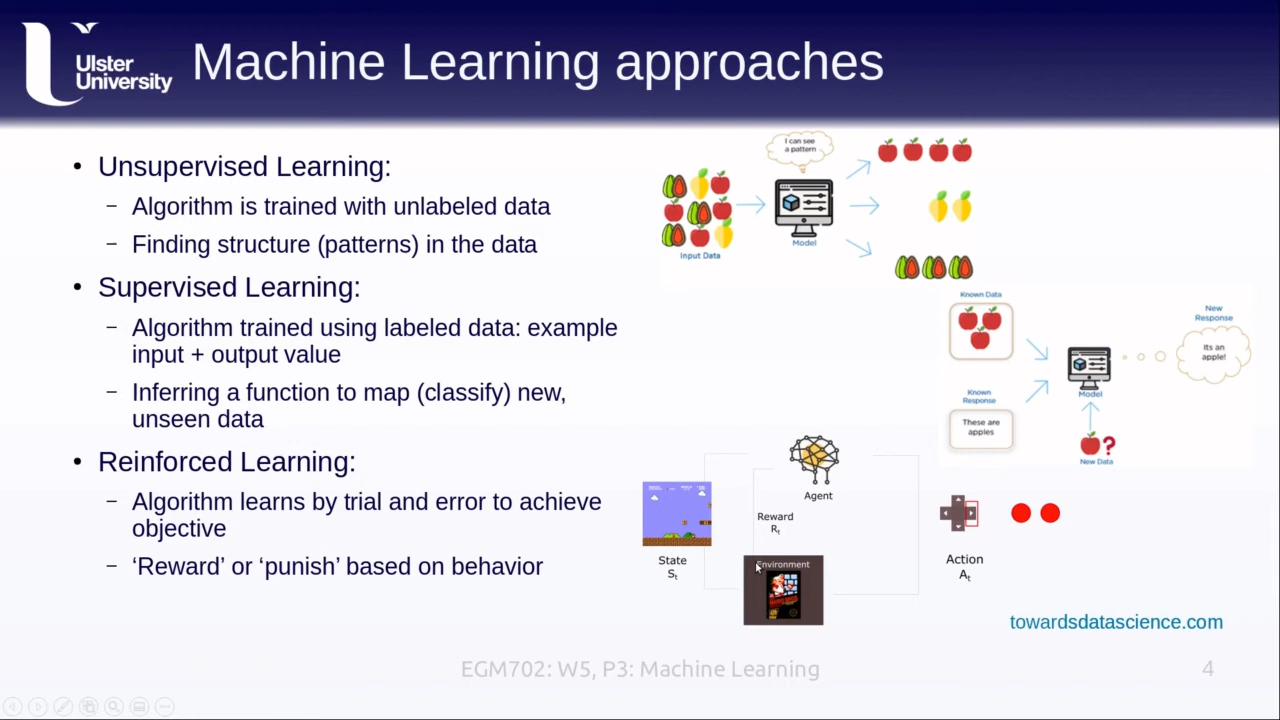 Ulster
University
Machine Learning approaches
• Unsupervised Learning:
– Algorithm is trained with unlabeled data
– Finding structure (patterns) in the data
• Supervised Learning:
– Algorithm trained using labeled data: example
input + output value
– Inferring a function to map (classify) new,
unseen data
• Reinforced Learning:
– Algorithm learns by trial and error to achieve
objective
– ‘Reward’ or ‘punish’ based on behavior
I can see
a pattern
Input Data
Model
Known Data
Known
Response
These are
apples
Model
New Data
?
New
Response
Its an
apple!
Agent
Reward
Rt
State
St
Environment
Action
At
towardsdatascience.com
EGM702: W5, P3: Machine Learning
4